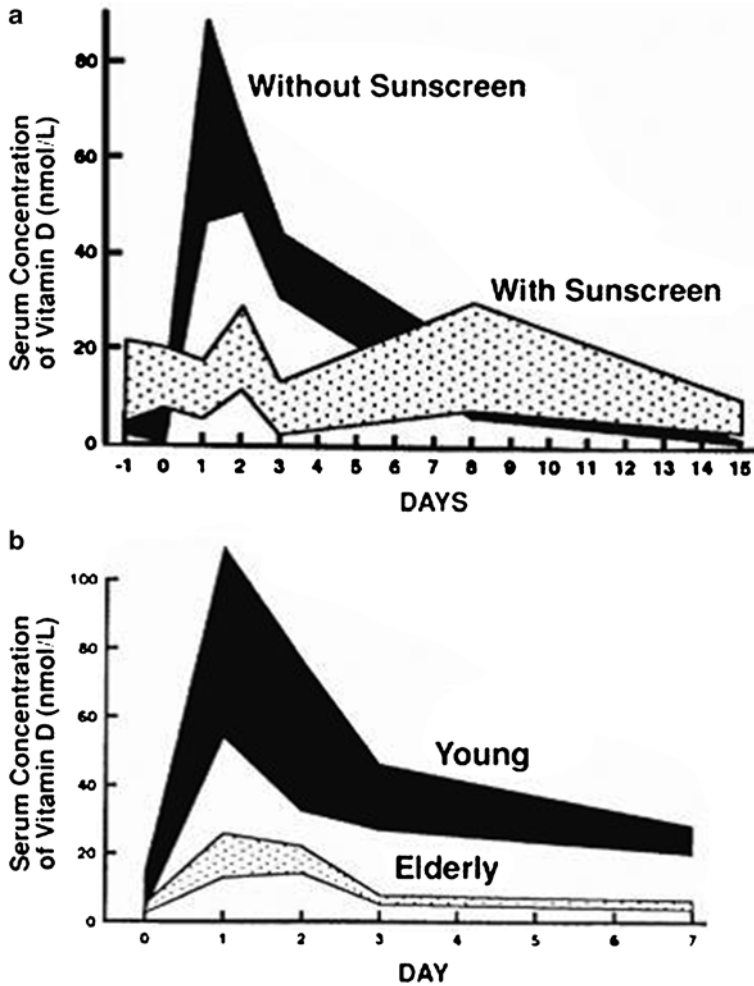 a
80
60
40
20
0
Serum Concentration
of Vitamin D (nmol/L)
Without Sunscreen
With Sunscreen
-1 0 1 2 3 4 5 6 7 8 9 10 11 12 13 14 15
DAYS
b
100
80
60
40
20
0
Serum Concentration
of Vitamin D (nmol/L)
Young
Elderly
0 1 2 3 4 5 6 7
DAY